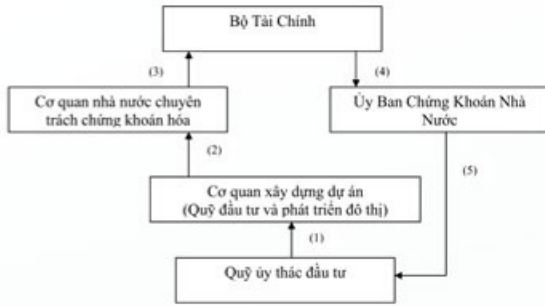 Bộ Tài Chính
(3)
(4)
Cơ quan nhà nước chuyên
trách chứng khoán hóa
Ủy Ban Chứng Khoán Nhà
Nước
(2)
(5)
Cơ quan xây dựng dự án
(Quỹ đầu tư và phát triển đô thị)
(1)
Quỹ ủy thác đầu tư